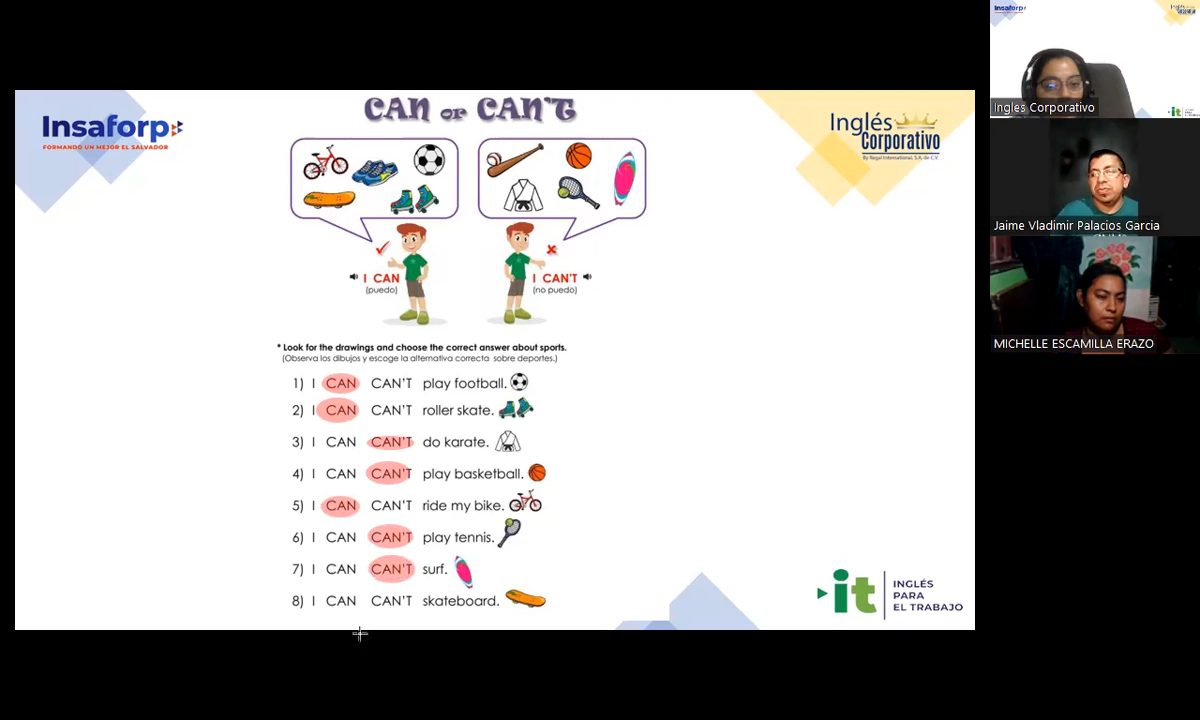 CAN or CAN'T
Insaforp
FORMANDO UN MEJOR EL SALVADOR
Inglés
Corporativo
By Regal International, S.A. de C.V.
I CAN
(puedo)
I CAN'T
(no puedo)
* Look for the drawings and choose the correct answer about sports.
(Observa los dibujos y escoge la alternativa correcta sobre deportes.)
1) I CAN CAN'T play football.
2) I CAN CAN'T roller skate.
3) I CAN CAN'T do karate.
4) I CAN CAN'T play basketball.
5) I CAN CAN'T ride my bike.
6) I CAN CAN'T play tennis.
7) I CAN CAN'T surf.
8) I CAN CAN'T skateboard.
it
INGLÉS
PARA
EL TRABAJO
Insaforp
Ingles Corporativo
Jaime Vladimir Palacios Garcia
MICHELLE ESCAMILLA ERAZO